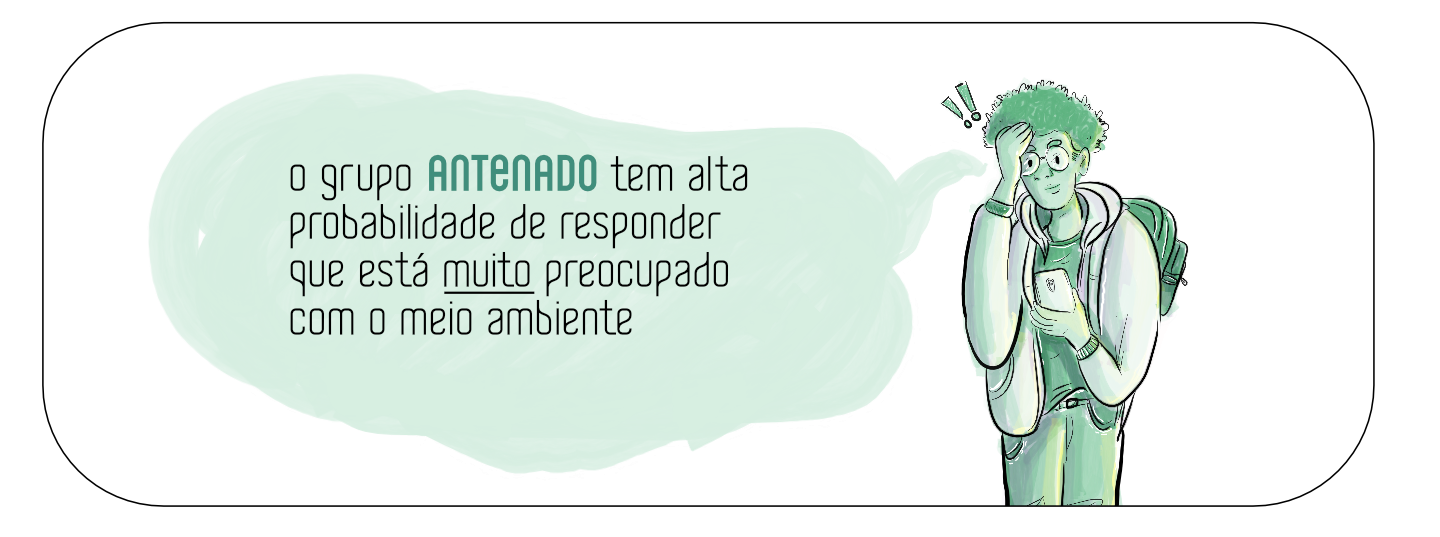 o grupo ANTENADO tem alta
probabilidade de responder
que está muito preocupado
com o meio ambiente